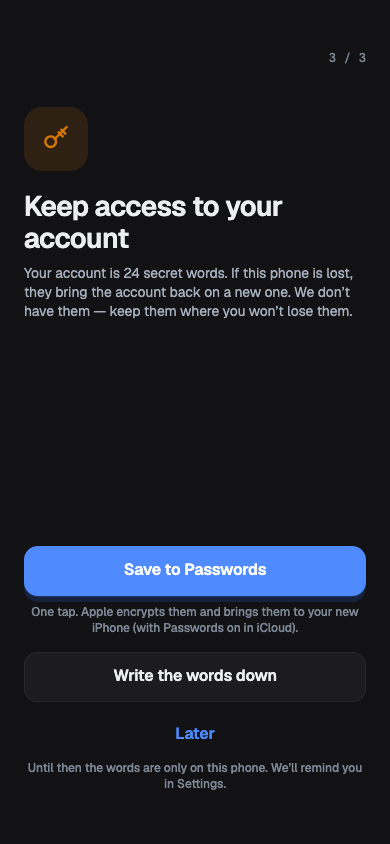 3 / 3
Keep access to your
account
Your account is 24 secret words. If this phone is lost,
they bring the account back on a new one. We don’t
have them — keep them where you won’t lose them.
Save to Passwords
One tap. Apple encrypts them and brings them to your new
iPhone (with Passwords on in iCloud).
Write the words down
Later
Until then the words are only on this phone. We’ll remind you
in Settings.